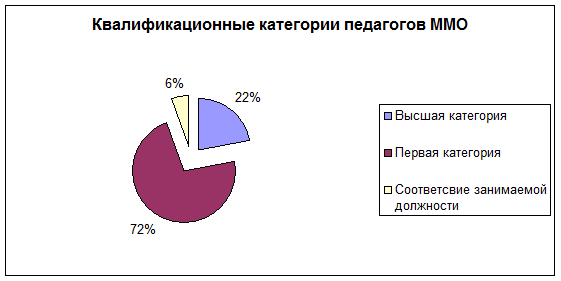 Квалификационные категории педагогов ММО
6%
22%
72%
Высшая категория
Первая категория
Соответсвие занимаемой
должности